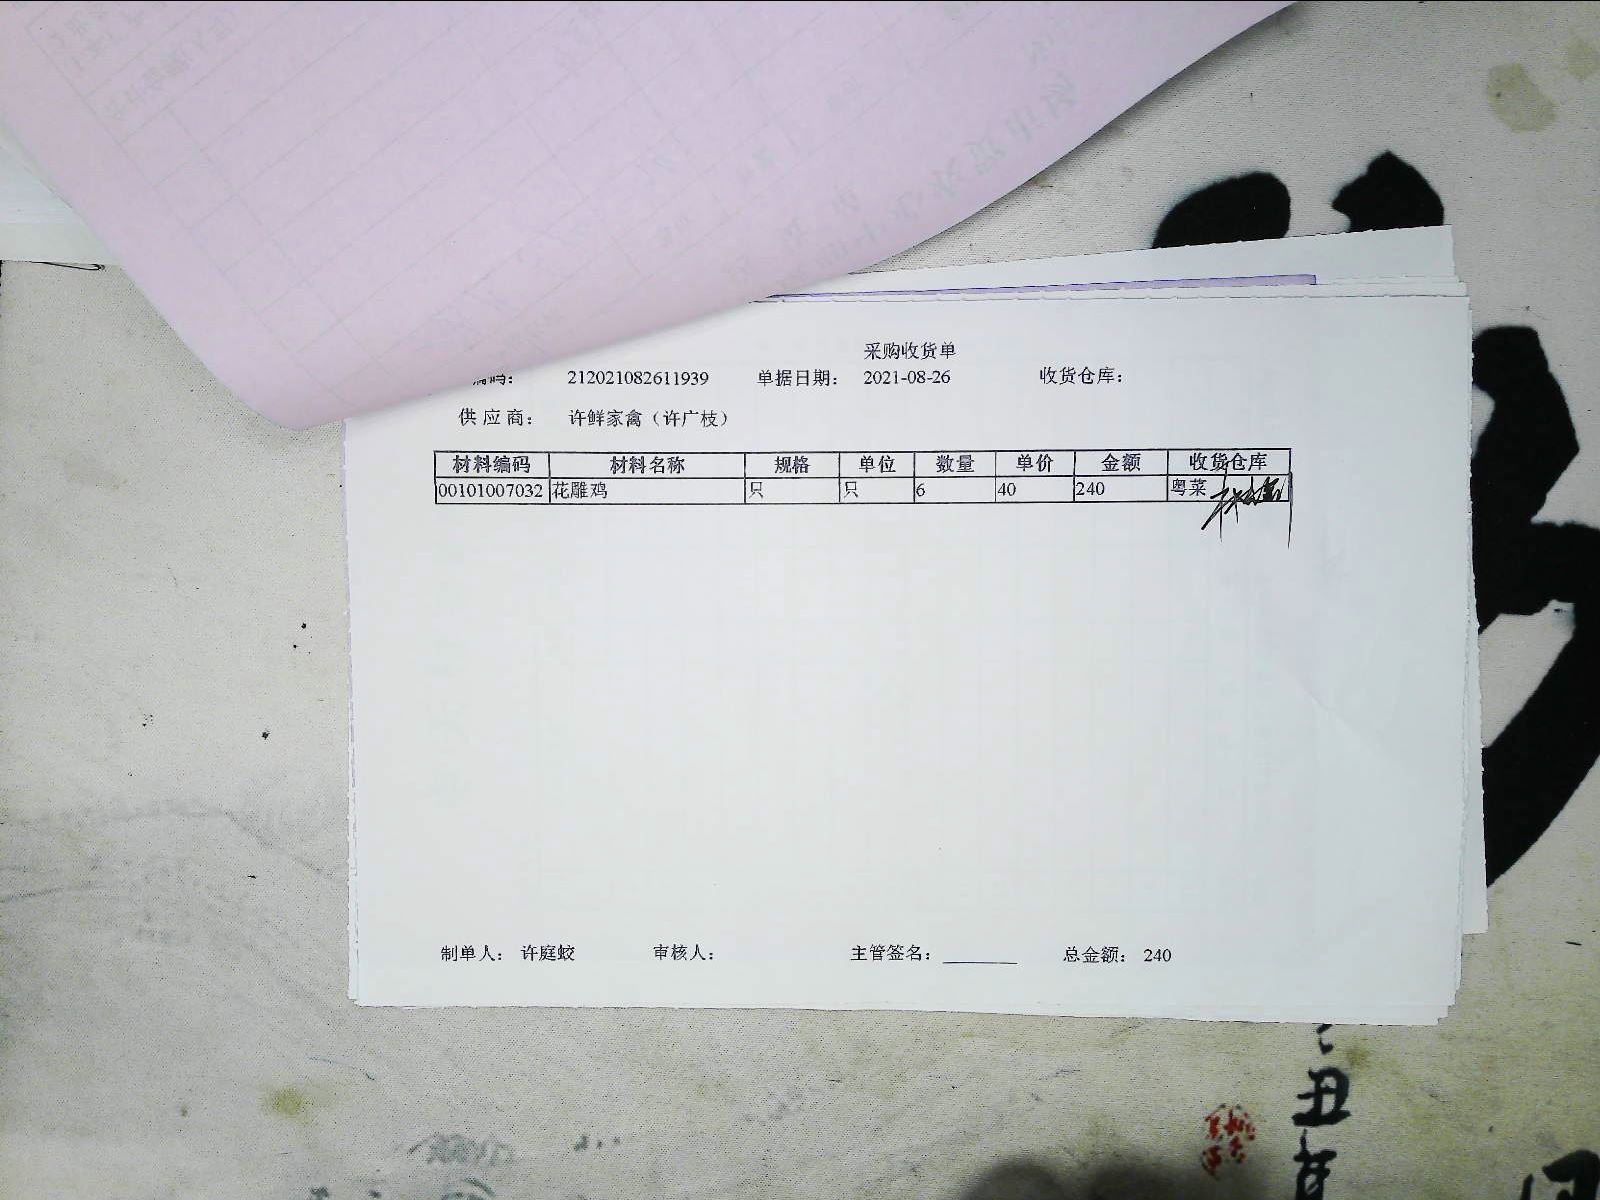 采购收货单
编码： 212021082611939 单据日期： 2021-08-26 收货仓库：
供应商： 许鲜家禽（许广枝）
材料编码 材料名称 规格 单位 数量 单价 金额 收货仓库
00101007032 花雕鸡 只 只 6 40 240 粤菜
制单人： 许庭蛟 审核人： 主管签名： 总金额： 240
丑